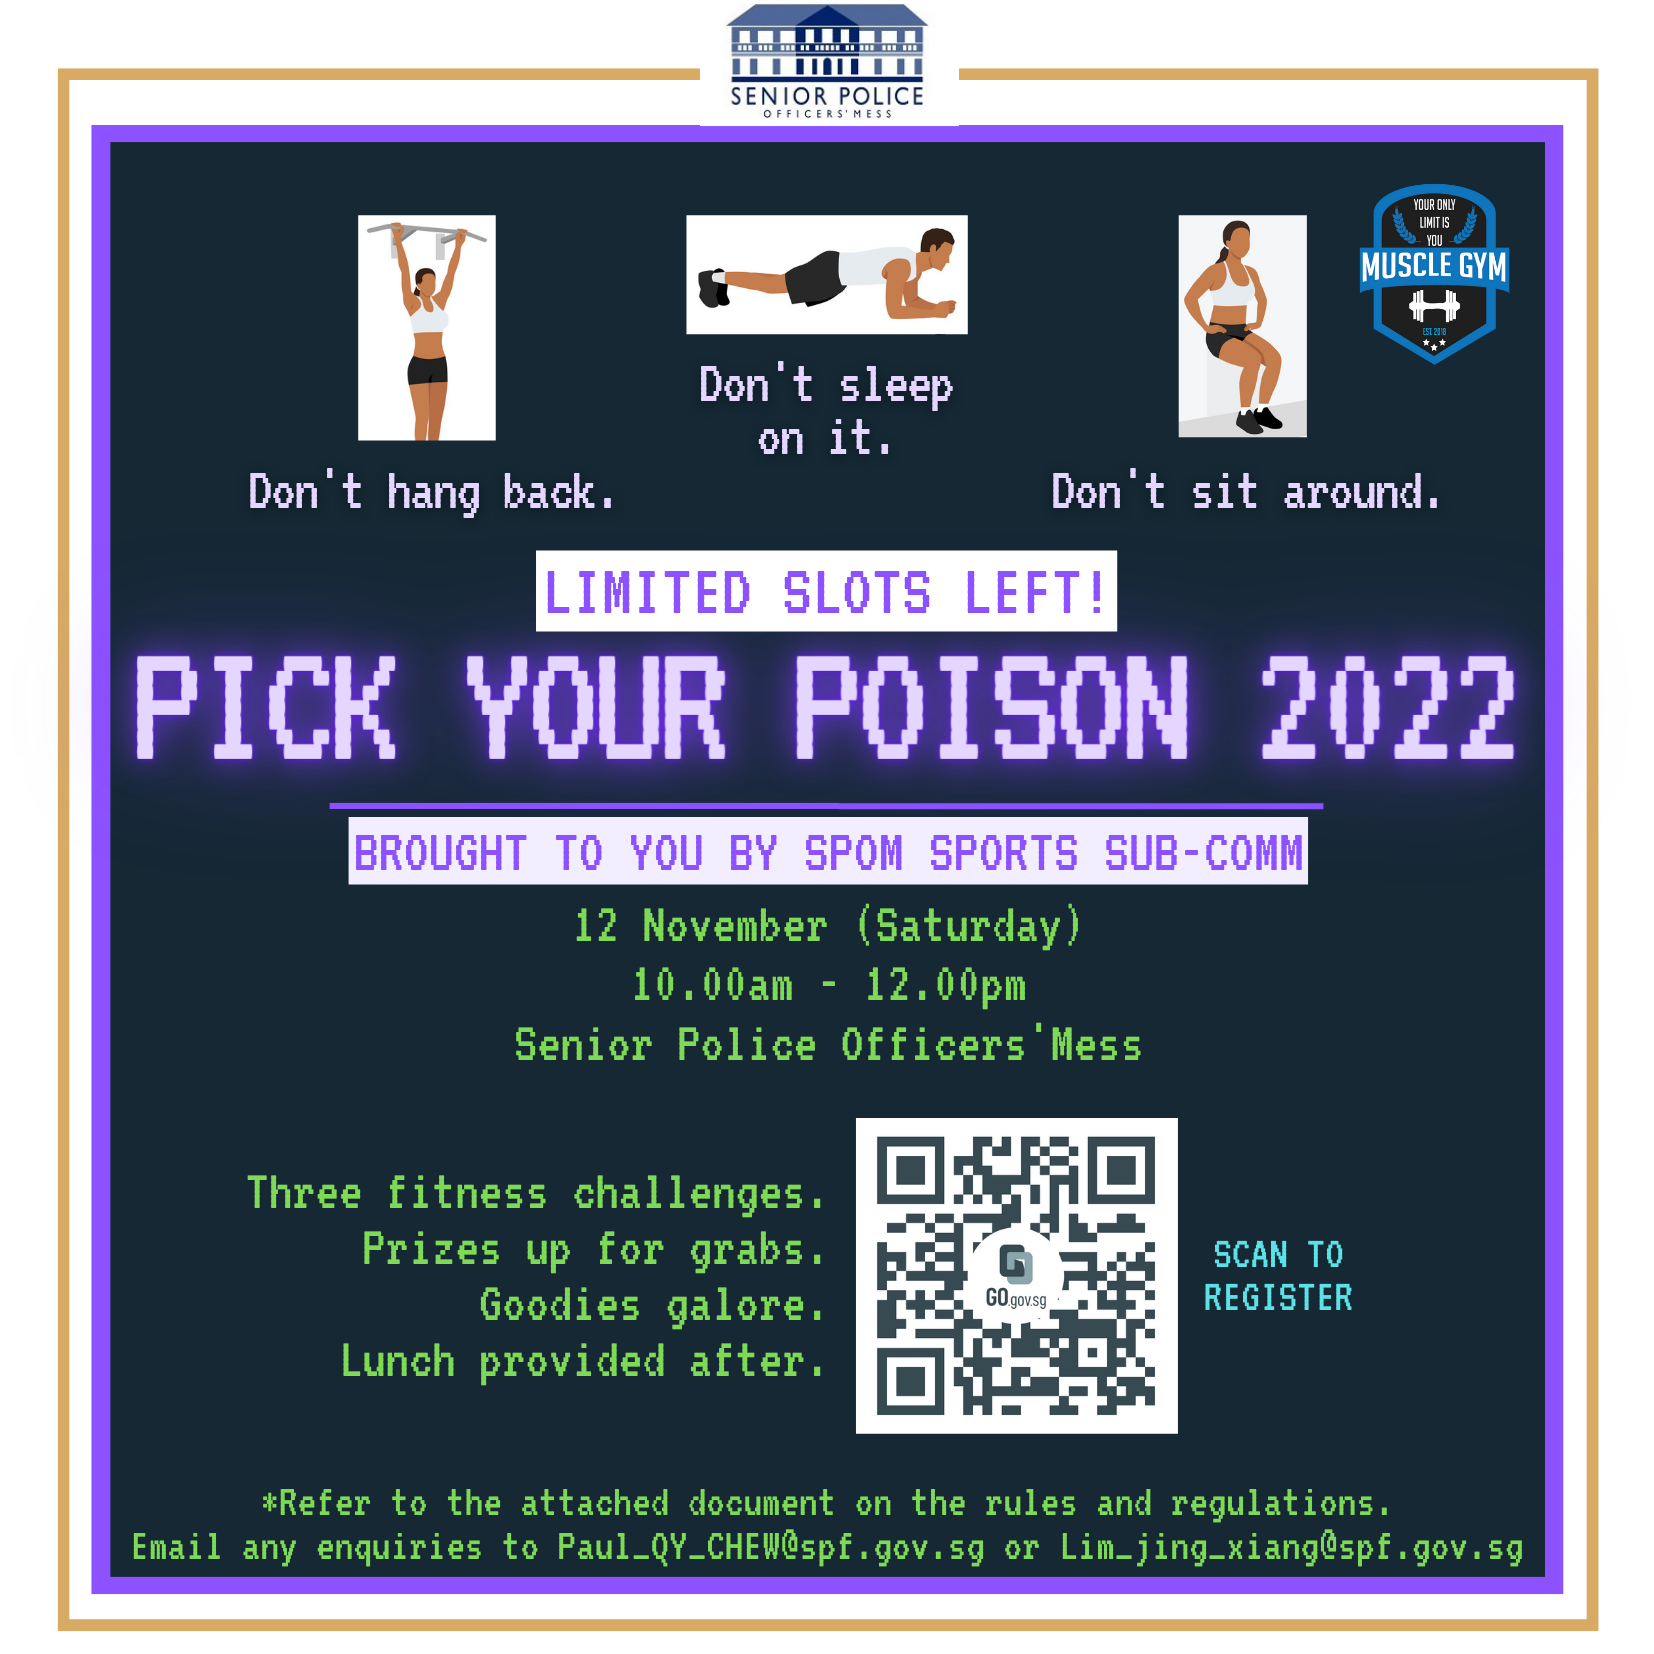 SENIOR POLICE
OFFICERS' MESS
YOUR ONLY
LIMIT IS
YOU
MUSCLE GYM
EST. 2018
Don't sleep
on it.
Don't hang back.
Don't sit around.
LIMITED SLOTS LEFT!
PICK YOUR POISON 2022
BROUGHT TO YOU BY SPOM SPORTS SUB-COMM
12 November (Saturday)
10.00am - 12.00pm
Senior Police Officers'Mess
Three fitness challenges.
Prizes up for grabs.
Goodies galore.
Lunch provided after.
GO.gov.sg
SCAN TO
REGISTER
*Refer to the attached document on the rules and regulations.
Email any enquiries to Paul_QY_CHEW@spf.gov.sg or Lim_jing_xiang@spf.gov.sg